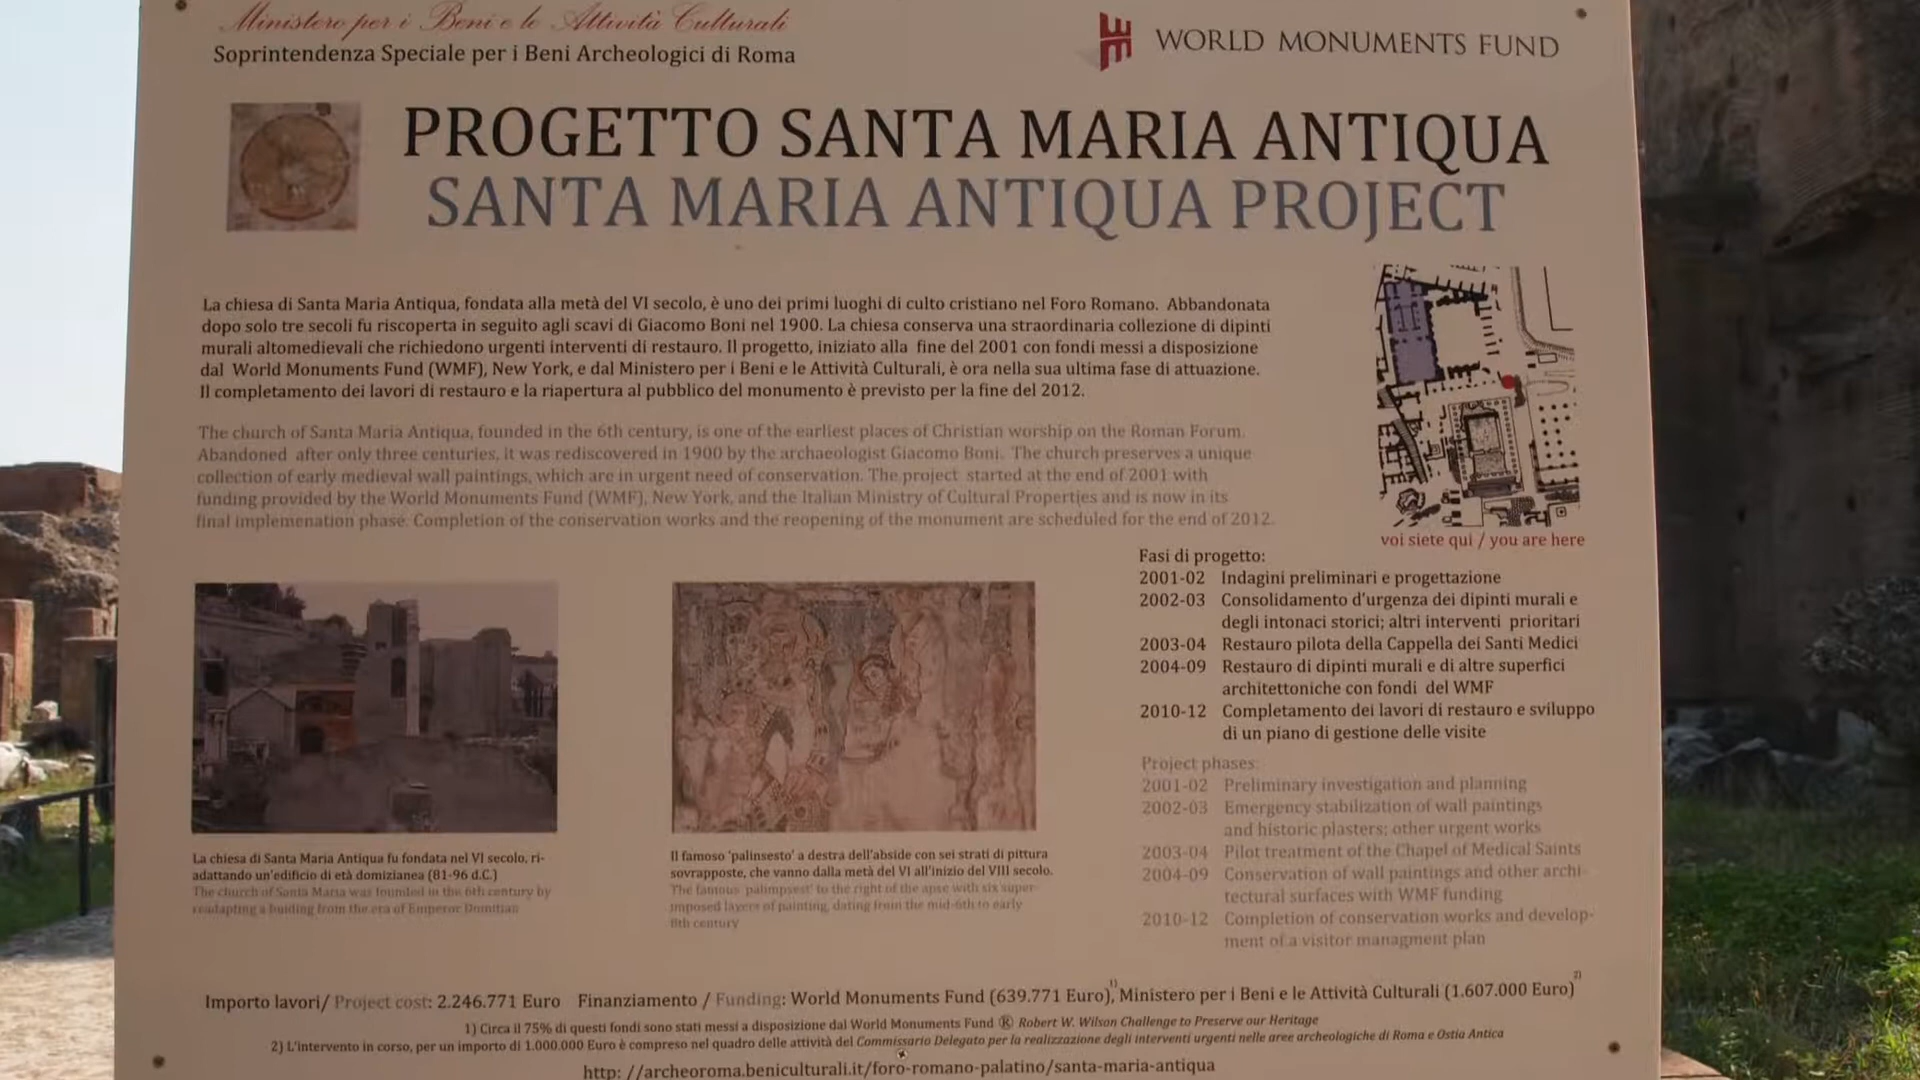 Ministero per i Beni e le Attività Culturali
Soprintendenza Speciale per i Beni Archeologici di Roma
WORLD MONUMENTS FUND
PROGETTO SANTA MARIA ANTIQUA
SANTA MARIA ANTIQUA PROJECT
La chiesa di Santa Maria Antiqua, fondata alla metà del VI secolo, è uno dei primi luoghi di culto cristiano nel Foro Romano. Abbandonata
dopo solo tre secoli fu riscoperta in seguito agli scavi di Giacomo Boni nel 1900. La chiesa conserva una straordinaria collezione di dipinti
murali altomedievali che richiedono urgenti interventi di restauro. Il progetto, iniziato alla fine del 2001 con fondi messi a disposizione
dal World Monuments Fund (WMF), New York, e dal Ministero per i Beni e le Attività Culturali, è ora nella sua ultima fase di attuazione.
Il completamento dei lavori di restauro e la riapertura al pubblico del monumento è previsto per la fine del 2012.
The church of Santa Maria Antiqua, founded in the 6th century, is one of the earliest places of Christian worship on the Roman Forum.
Abandoned after only three centuries, it was rediscovered in 1900 by the archaeologist Giacomo Boni. The church preserves a unique
collection of early medieval wall paintings, which are in urgent need of conservation. The project started at the end of 2001 with
funding provided by the World Monuments Fund (WMF), New York, and the Italian Ministry of Cultural Properties and is now in its
final implemenation phase. Completion of the conservation works and the reopening of the monument are scheduled for the end of 2012.
voi siete qui / you are here
La chiesa di Santa Maria Antiqua fu fondata nel VI secolo, ri-
adattando un'edificio di età domizianea (81-96 d.C.)
The church of Santa Maria was founded in the 6th century by
readapting a buiding from the era of Emperor Domitian
Il famoso 'palinsesto' a destra dell'abside con sei strati di pittura
sovrapposte, che vanno dalla metà del VI all'inizio del VIII secolo.
The famous 'palimpsest' to the right of the apse with six super-
imposed layers of painting, dating from the mid-6th to early
8th century
Fasi di progetto:
2001-02 Indagini preliminari e progettazione
2002-03 Consolidamento d'urgenza dei dipinti murali e
degli intonaci storici; altri interventi prioritari
2003-04 Restauro pilota della Cappella dei Santi Medici
2004-09 Restauro di dipinti murali e di altre superfici
architettoniche con fondi del WMF
2010-12 Completamento dei lavori di restauro e sviluppo
di un piano di gestione delle visite
Project phases:
2001-02 Preliminary investigation and planning
2002-03 Emergency stabilization of wall paintings
and historic plasters; other urgent works
2003-04 Pilot treatment of the Chapel of Medical Saints
2004-09 Conservation of wall paintings and other archi-
tectural surfaces with WMF funding
2010-12 Completion of conservation works and develop-
ment of a visitor managment plan
Importo lavori/ Project cost: 2.246.771 Euro Finanziamento / Funding: World Monuments Fund (639.771 Euro)1), Ministero per i Beni e le Attività Culturali (1.607.000 Euro)2)
1) Circa il 75% di questi fondi sono stati messi a disposizione dal World Monuments Fund ® Robert W. Wilson Challenge to Preserve our Heritage
2) L'intervento in corso, per un importo di 1.000.000 Euro è compreso nel quadro delle attività del Commissario Delegato per la realizzazione degli interventi urgenti nelle aree archeologiche di Roma e Ostia Antica
http: //archeoroma.beniculturali.it/foro-romano-palatino/santa-maria-antiqua